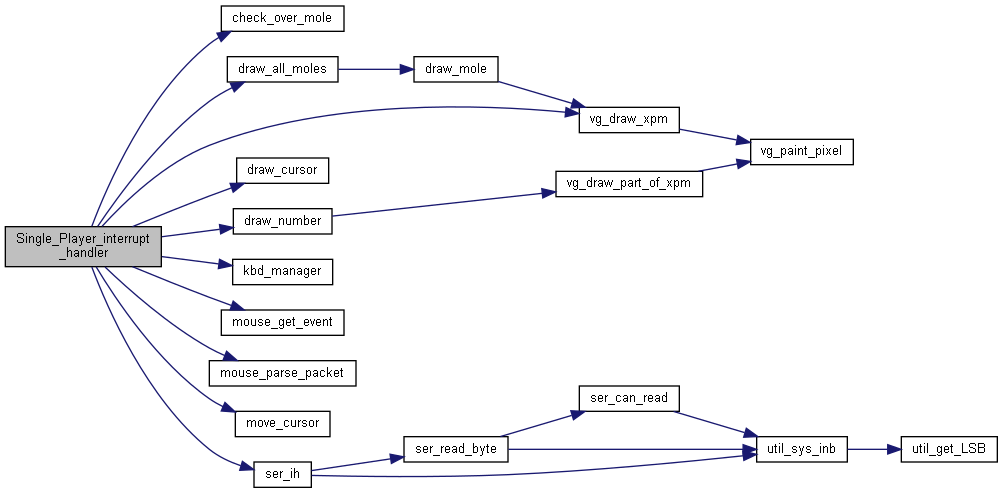 check_over_mole
draw_all_moles
draw_mole
vg_draw_xpm
vg_paint_pixel
draw_cursor
vg_draw_part_of_xpm
draw_number
Single_Player_interrupt
_handler
kbd_manager
mouse_get_event
mouse_parse_packet
move_cursor
ser_can_read
ser_read_byte
util_sys_inb
util_get_LSB
ser_ih